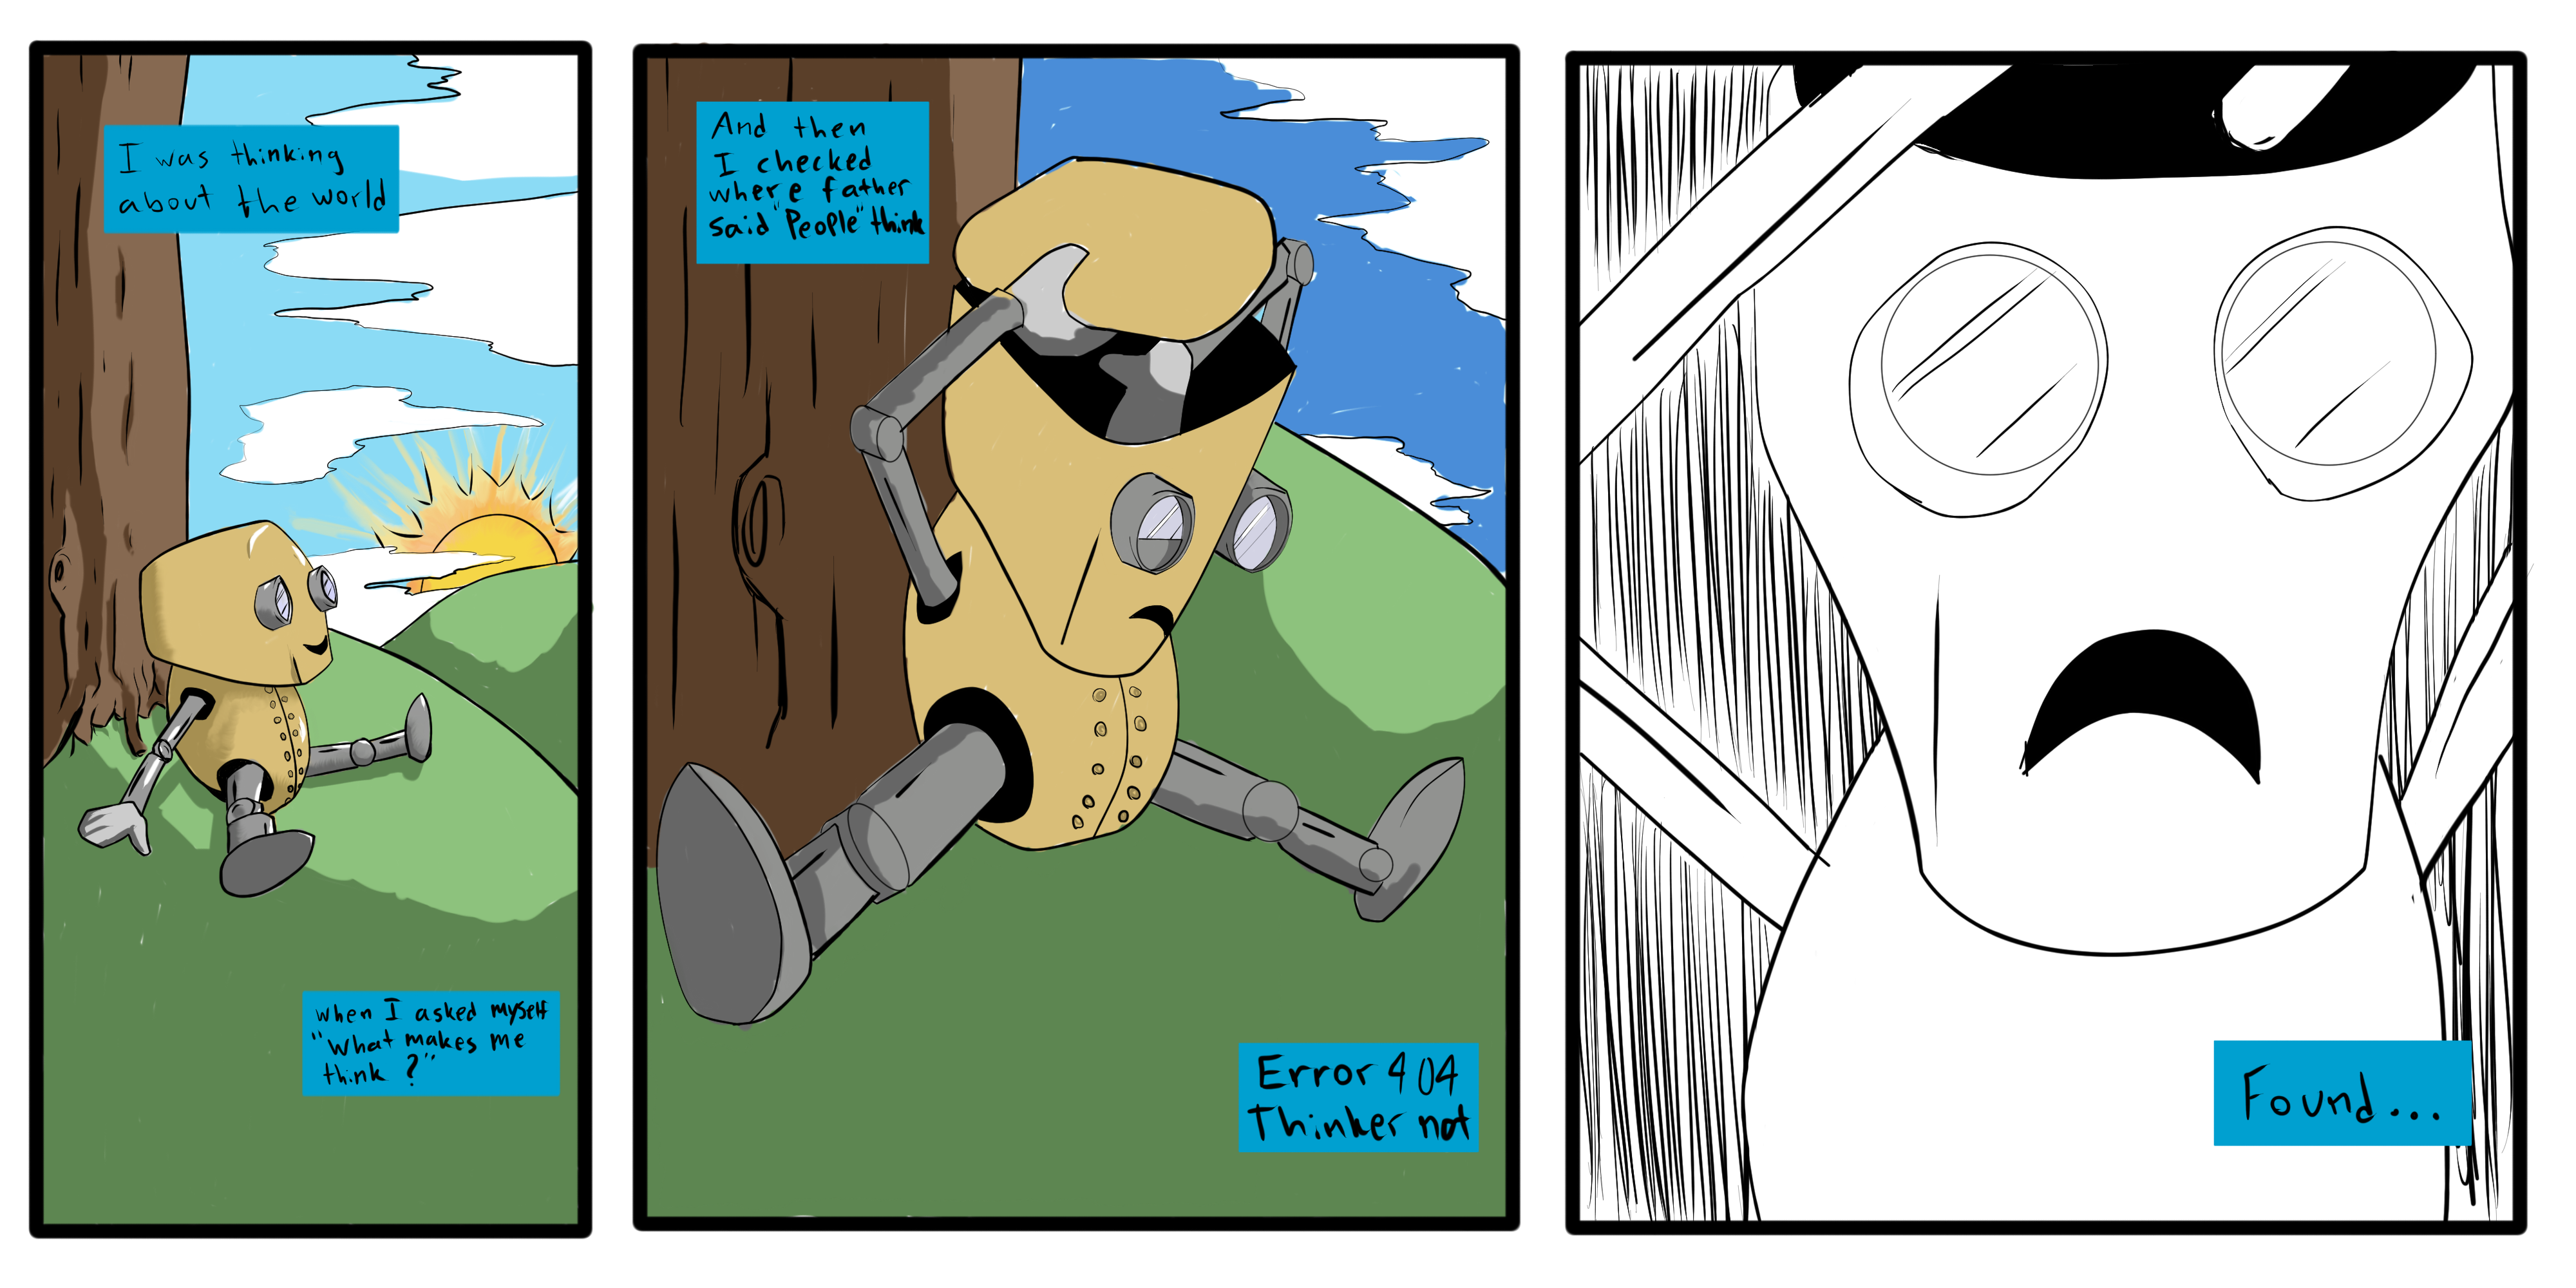 I was thinking
about the world
when I asked myself
"What makes me
think?"
And then
I checked
where father
said "People" think
Error 404
Thinker not
Found...